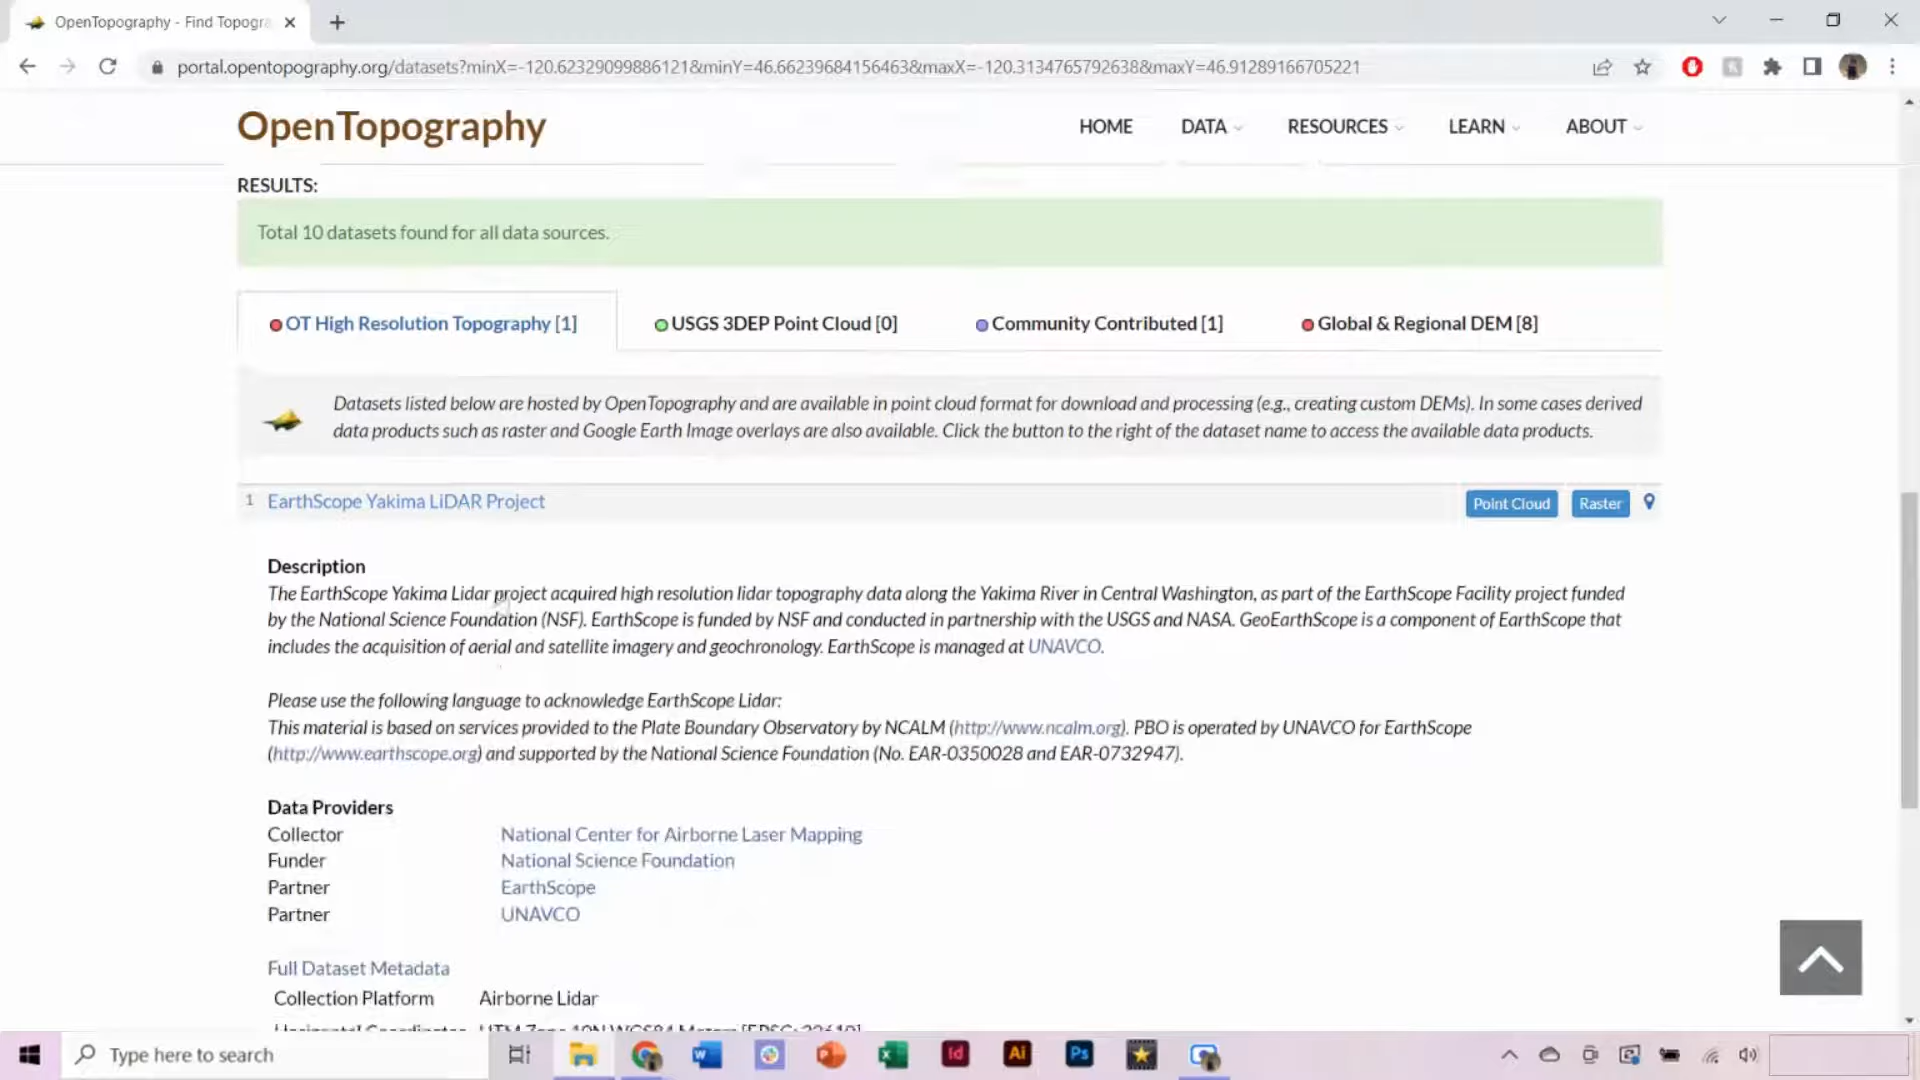 OpenTopography - Find Topogra
portal.opentopography.org/datasets?minX=-120.62329099886121&minY=46.66239684156463&maxX=-120.3134765792638&maxY=46.91289166705221
OpenTopography
HOME DATA RESOURCES LEARN ABOUT
RESULTS:
Total 10 datasets found for all data sources.
OT High Resolution Topography [1] USGS 3DEP Point Cloud [0] Community Contributed [1] Global & Regional DEM [8]
Datasets listed below are hosted by OpenTopography and are available in point cloud format for download and processing (e.g., creating custom DEMs). In some cases derived
data products such as raster and Google Earth Image overlays are also available. Click the button to the right of the dataset name to access the available data products.
1 EarthScope Yakima LiDAR Project Point Cloud Raster
Description
The EarthScope Yakima Lidar project acquired high resolution lidar topography data along the Yakima River in Central Washington, as part of the EarthScope Facility project funded
by the National Science Foundation (NSF). EarthScope is funded by NSF and conducted in partnership with the USGS and NASA. GeoEarthScope is a component of EarthScope that
includes the acquisition of aerial and satellite imagery and geochronology. EarthScope is managed at UNAVCO.
Please use the following language to acknowledge EarthScope Lidar:
This material is based on services provided to the Plate Boundary Observatory by NCALM (http://www.ncalm.org). PBO is operated by UNAVCO for EarthScope
(http://www.earthscope.org) and supported by the National Science Foundation (No. EAR-0350028 and EAR-0732947).
Data Providers
Collector National Center for Airborne Laser Mapping
Funder National Science Foundation
Partner EarthScope
Partner UNAVCO
Full Dataset Metadata
Collection Platform Airborne Lidar
Horizontal Coordinates UTM Zone 10N WGS84 Meters [EPSG: 32610]
Type here to search